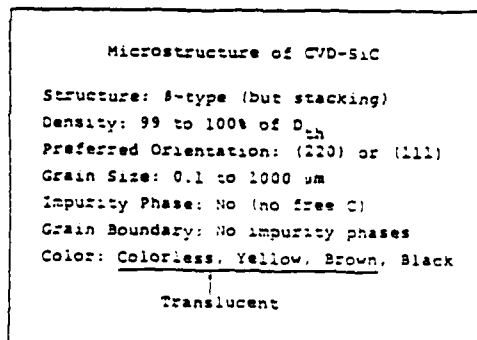 Microstructure of CVD-SiC
Structure: β-type (but stacking)
Density: 99 to 100% of D_th
Preferred Orientation: (220) or (111)
Grain Size: 0.1 to 1000 μm
Impurity Phase: No (no free C)
Grain Boundary: No impurity phases
Color: Colorless, Yellow, Brown, Black
Translucent